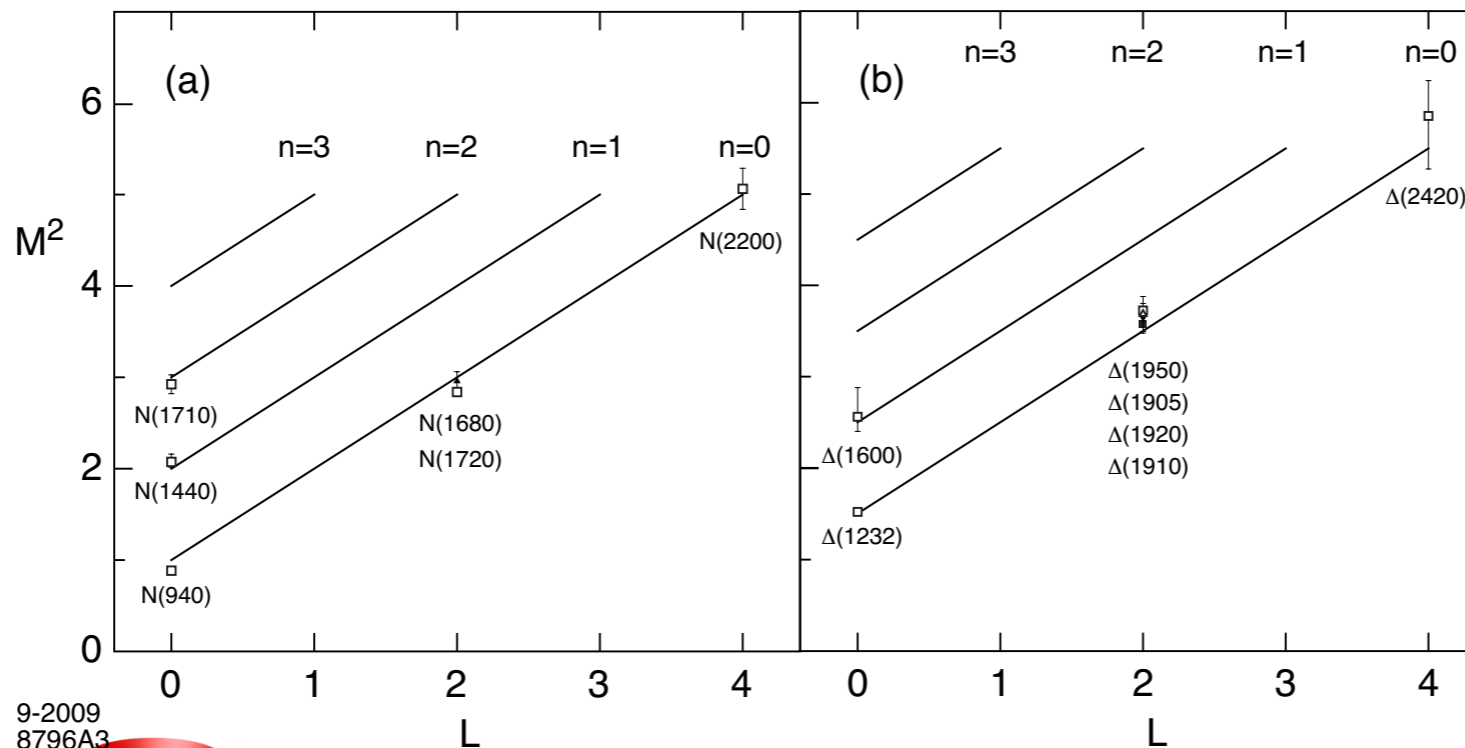 (a)
(b)
n=3 n=2 n=1 n=0
n=3 n=2 n=1 n=0
6
4
2
0
M²
N(2200)
N(1710)
N(1680)
N(1720)
N(1440)
N(940)
Δ(2420)
Δ(1950)
Δ(1905)
Δ(1920)
Δ(1910)
Δ(1600)
Δ(1232)
0 1 2 3 4
0 1 2 3 4
L
L
9-2009
8796A3